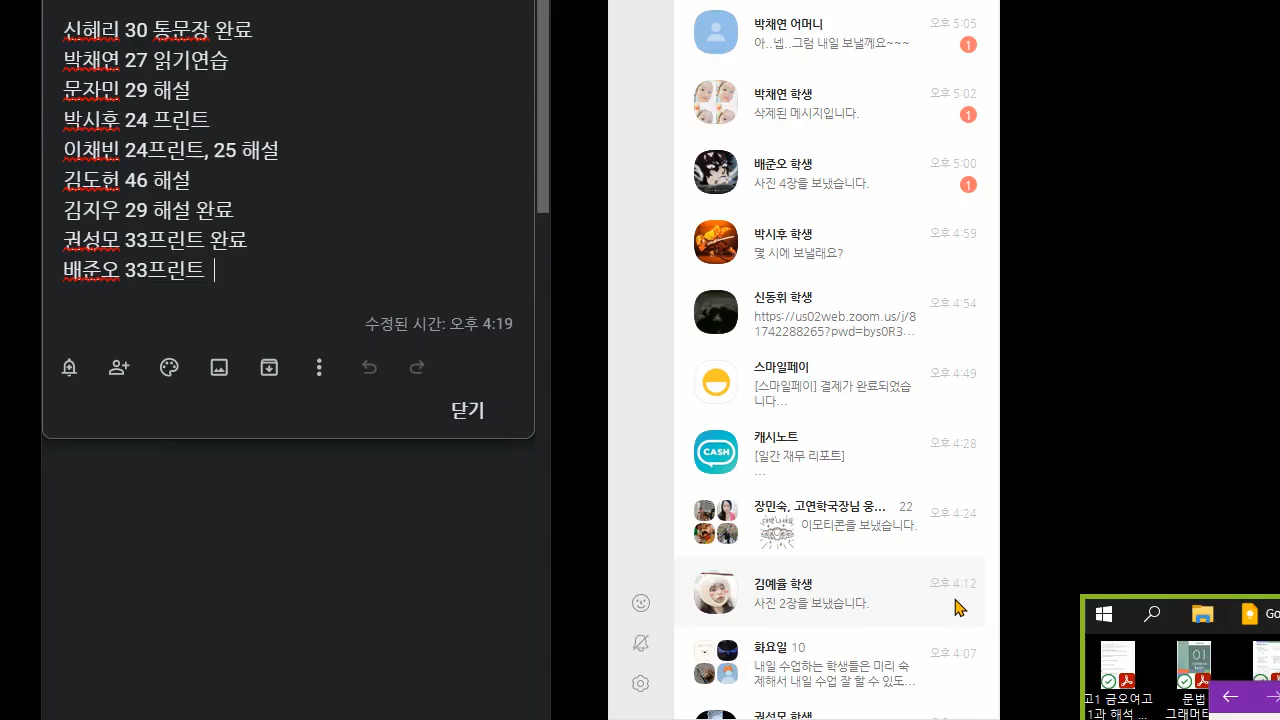 신혜리 30 통문장 완료
박채연 27 읽기연습
문자민 29 해설
박시후 24 프린트
이채빈 24프린트, 25 해설
김도헌 46 해설
김지우 29 해설 완료
권성모 33프린트 완료
배준오 33프린트
수정된 시간: 오후 4:19
닫기
박채연 어머니
오후 5:05
아..넵..그럼 내일 보낼께요~~~
1
박채연 학생
오후 5:02
삭제된 메시지입니다.
1
배준오 학생
오후 5:00
사진 4장을 보냈습니다.
1
박시후 학생
오후 4:59
몇 시에 보낼래요?
신동휘 학생
오후 4:54
https://us02web.zoom.us/j/8
1742288265?pwd=bys0R3...
스마일페이
오후 4:49
[스마일페이] 결제가 완료되었습
니다...
캐시노트
오후 4:28
CASH
[일간 재무 리포트]
...
장민숙, 고연학국장님 웅... 22
오후 4:24
이모티콘을 보냈습니다.
김예율 학생
오후 4:12
사진 2장을 보냈습니다.
화요일 10
오후 4:07
내일 수업하는 학생들은 미리 숙
제해서 내일 수업 잘 할 수 있도...
권성모 학생
Go
01
고1 금오여고
1과 해설 ...
문법
그래머터